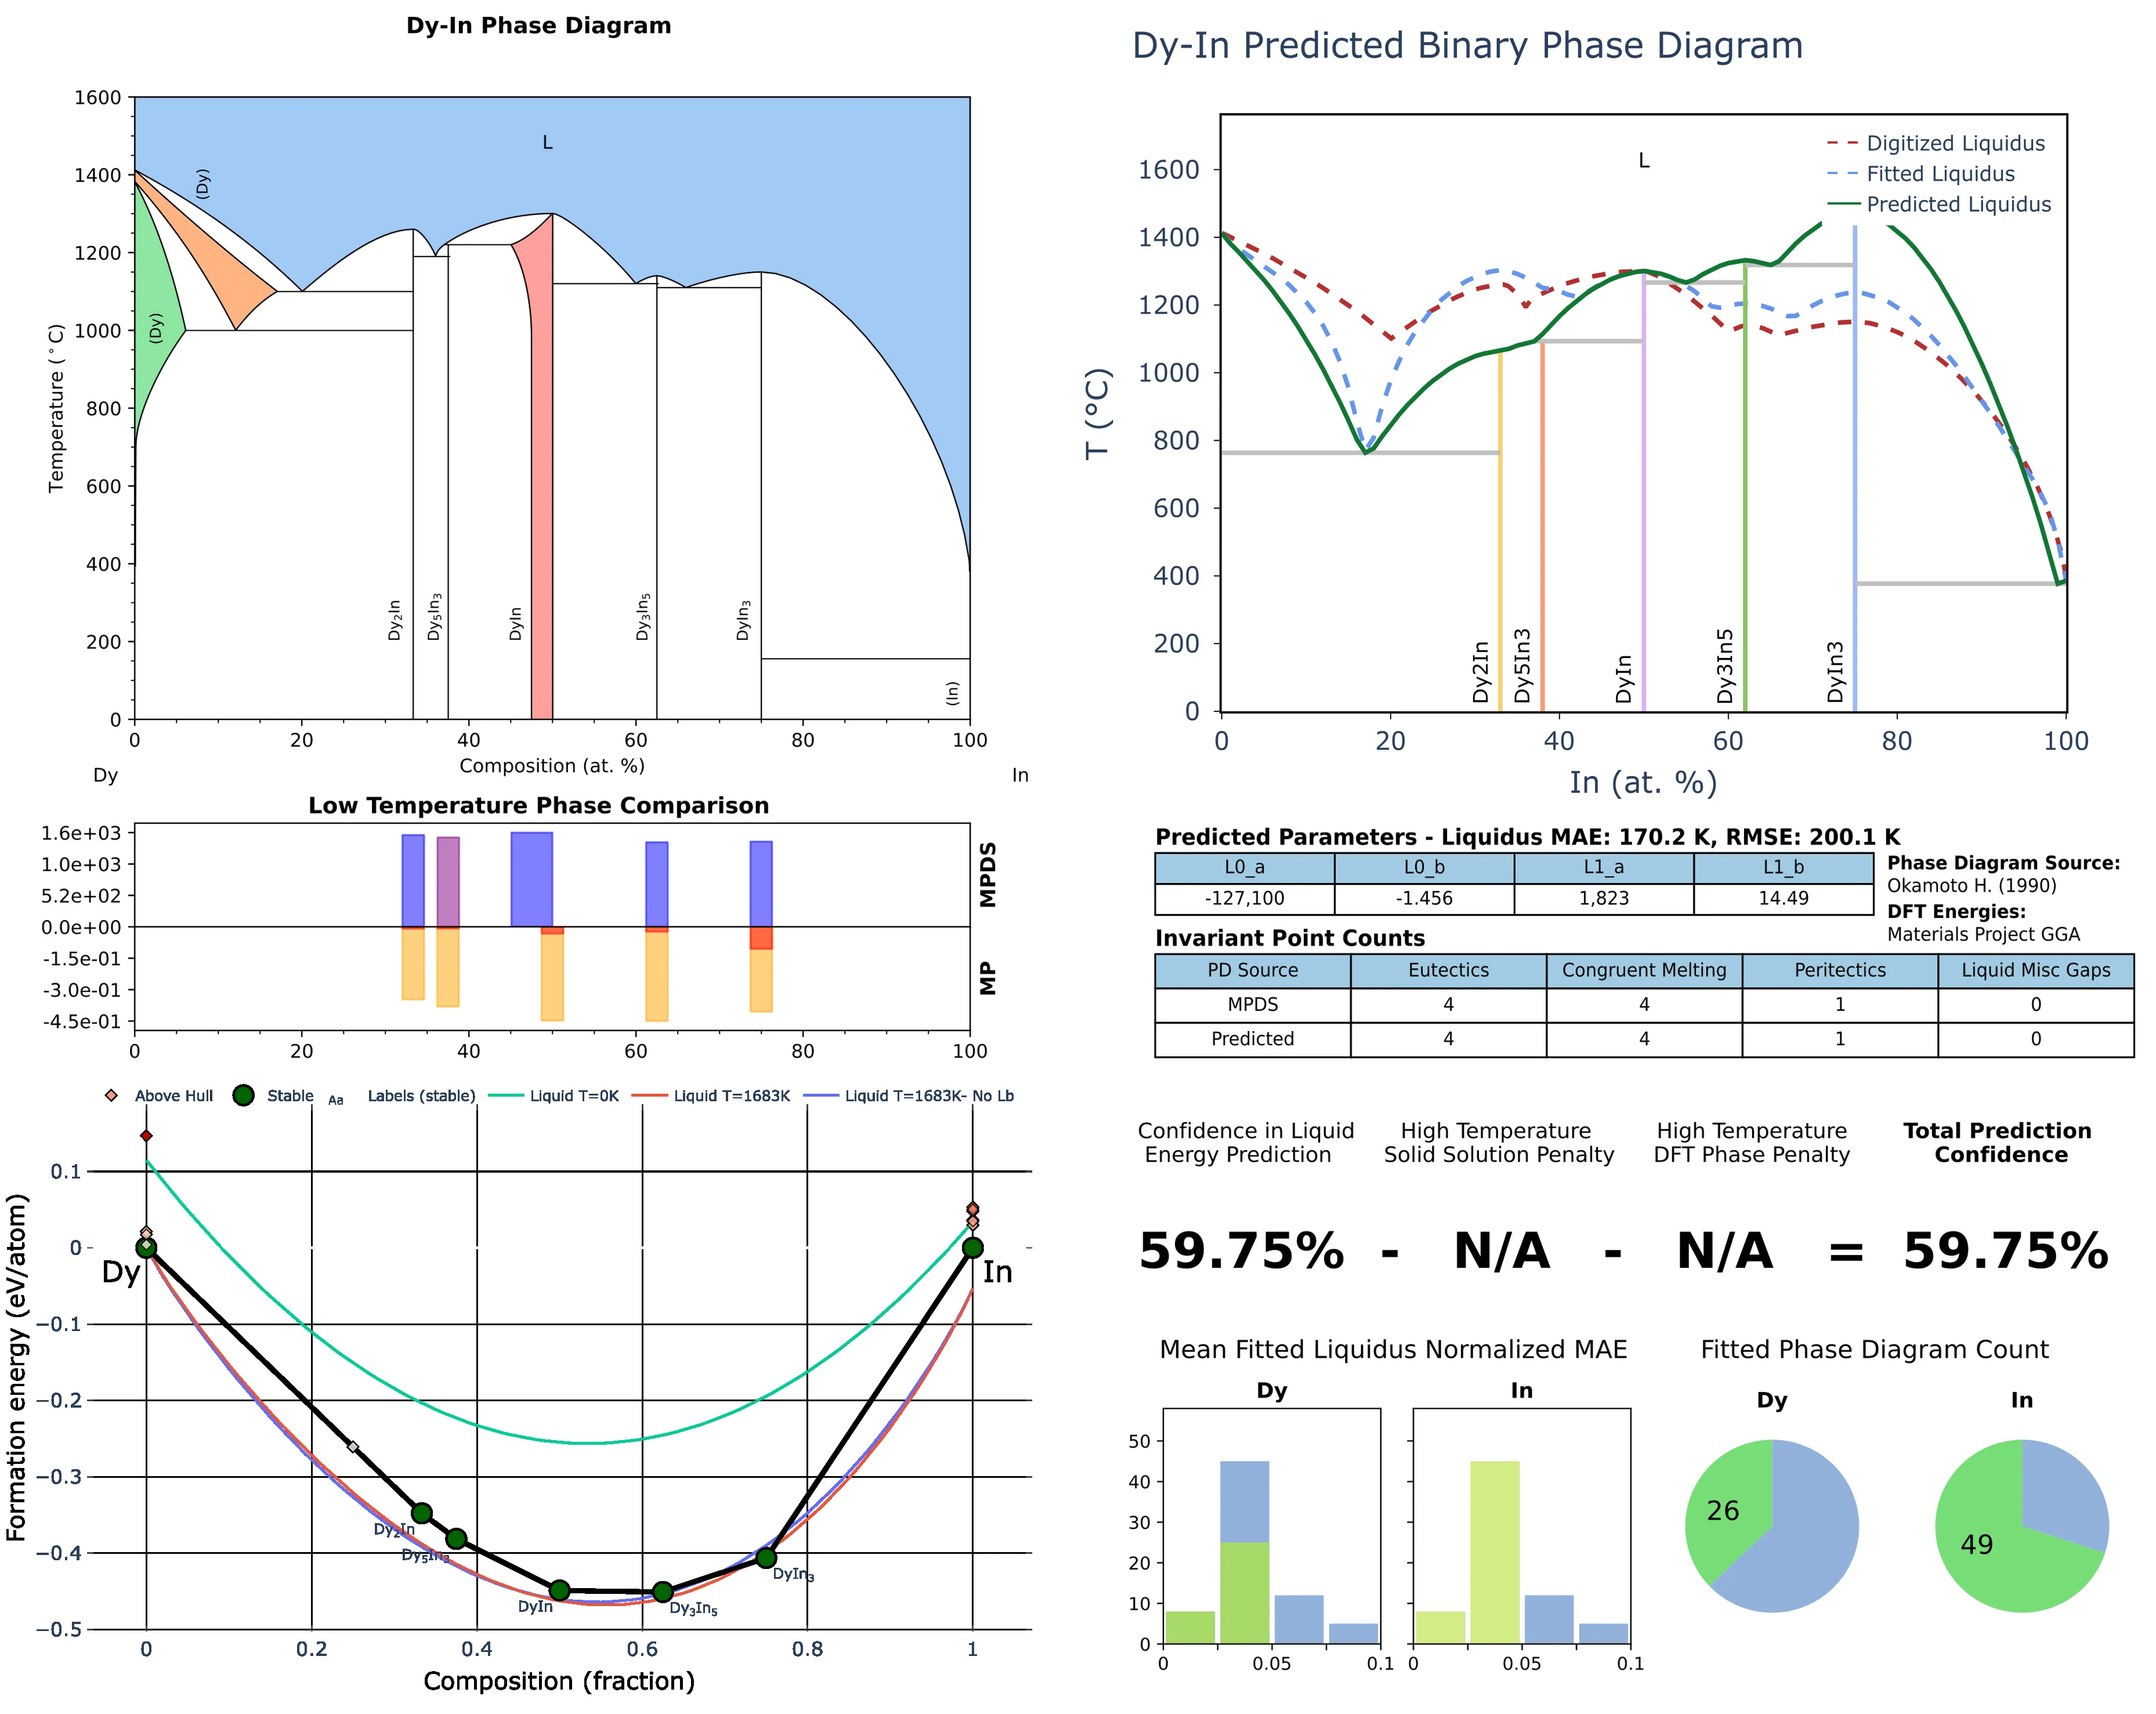 Dy-In Phase Diagram
1600
1400
1200
1000
800
600
400
200
0
Temperature (°C)
L
(Dy)
(Dy)
Dy₂In
Dy₅In₃
DyIn
Dy₃In₅
DyIn₃
(In)
0 20 40 60 80 100
Composition (at. %)
Dy In
Low Temperature Phase Comparison
1.6e+03
1.0e+03
5.2e+02
0.0e+00
-1.5e-01
-3.0e-01
-4.5e-01
MPDS
MP
0 20 40 60 80 100
Above Hull Stable Aa Labels (stable) Liquid T=0K Liquid T=1683K Liquid T=1683K- No Lb
0.1
0
−0.1
−0.2
−0.3
−0.4
−0.5
Formation energy (eV/atom)
Dy
In
Dy₂In
Dy₅In₃
DyIn
Dy₃In₅
DyIn₃
0 0.2 0.4 0.6 0.8 1
Composition (fraction)
Dy-In Predicted Binary Phase Diagram
L
Digitized Liquidus
Fitted Liquidus
Predicted Liquidus
1600
1400
1200
1000
800
600
400
200
0
T (°C)
Dy2In
Dy5In3
DyIn
Dy3In5
DyIn3
0 20 40 60 80 100
In (at. %)
Predicted Parameters - Liquidus MAE: 170.2 K, RMSE: 200.1 K
L0_a L0_b L1_a L1_b
-127,100 -1.456 1,823 14.49
Phase Diagram Source:
Okamoto H. (1990)
DFT Energies:
Materials Project GGA
Invariant Point Counts
PD Source Eutectics Congruent Melting Peritectics Liquid Misc Gaps
MPDS 4 4 1 0
Predicted 4 4 1 0
Confidence in Liquid
Energy Prediction
High Temperature
Solid Solution Penalty
High Temperature
DFT Phase Penalty
Total Prediction
Confidence
59.75% - N/A - N/A = 59.75%
Mean Fitted Liquidus Normalized MAE
Dy In
50
40
30
20
10
0
0 0.05 0.1
0 0.05 0.1
Fitted Phase Diagram Count
Dy In
26
49